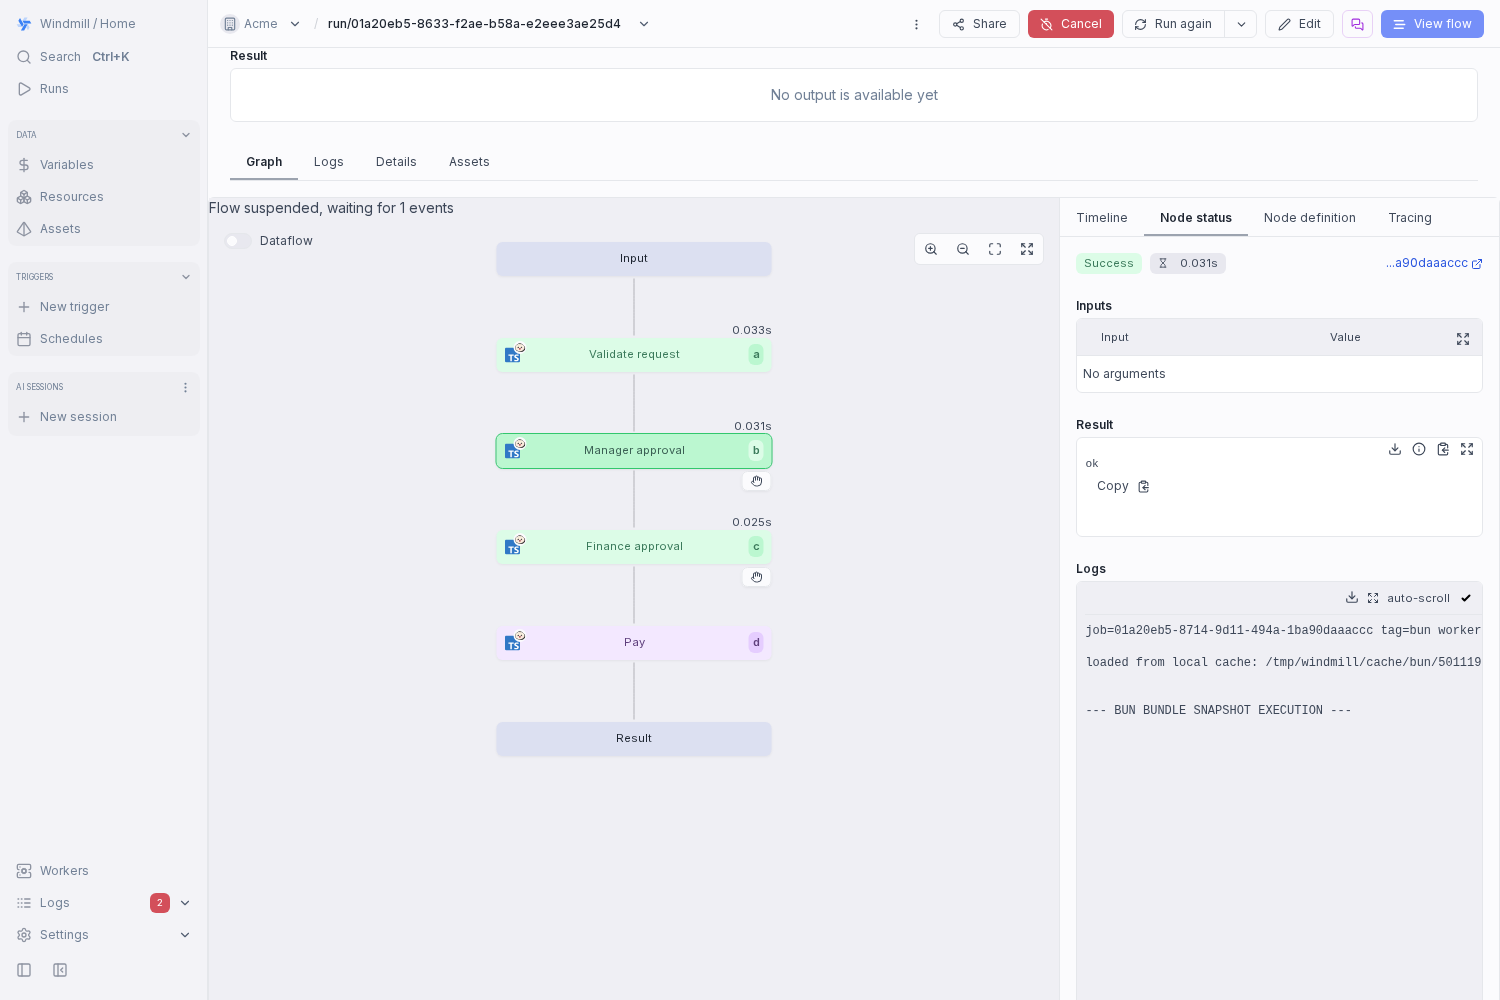 Windmill / Home
Search Ctrl+K
Runs
DATA
Variables
Resources
Assets
TRIGGERS
New trigger
Schedules
AI SESSIONS
New session
Workers
Logs 2
Settings
Acme / run/01a20eb5-8633-f2ae-b58a-e2eee3ae25d4
Share
Cancel
Run again
Edit
View flow
Result
No output is available yet
Graph Logs Details Assets
Flow suspended, waiting for 1 events
Dataflow
Input
0.033s
TS Validate request a
0.031s
TS Manager approval b
0.025s
TS Finance approval c
TS Pay d
Result
Timeline Node status Node definition Tracing
Success 0.031s ...a90daaaccc
Inputs
Input Value
No arguments
Result
ok
Copy
Logs
auto-scroll
job=01a20eb5-8714-9d11-494a-1ba90daaaccc tag=bun worker
loaded from local cache: /tmp/windmill/cache/bun/501119
--- BUN BUNDLE SNAPSHOT EXECUTION ---